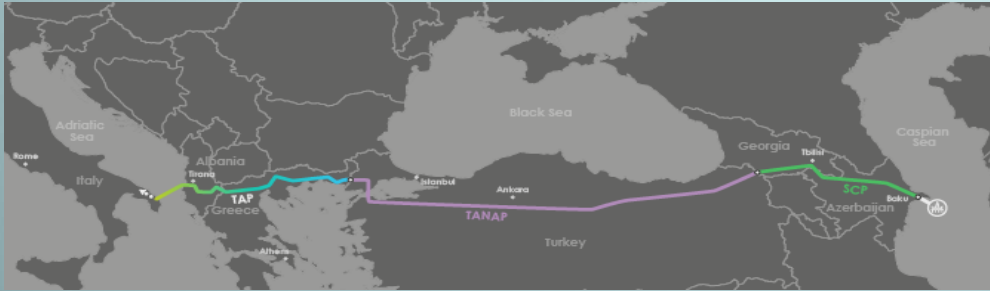 Adriatic
Sea
Rome
Italy
Albania
Tirana
TAP
Greece
Athens
Black Sea
Istanbul
Ankara
TANAP
Turkey
Georgia
Tbilisi
SCP
Azerbaijan
Baku
Caspian
Sea